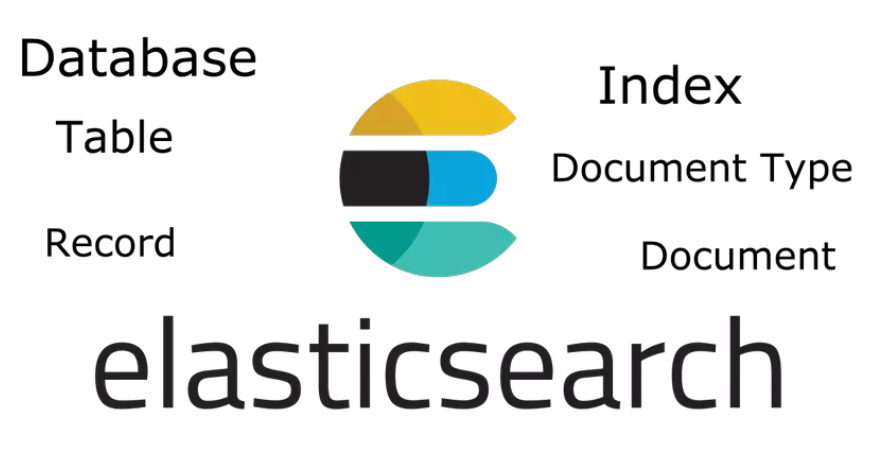 Database
Index
Table
Document Type
Record
Document
elasticsearch